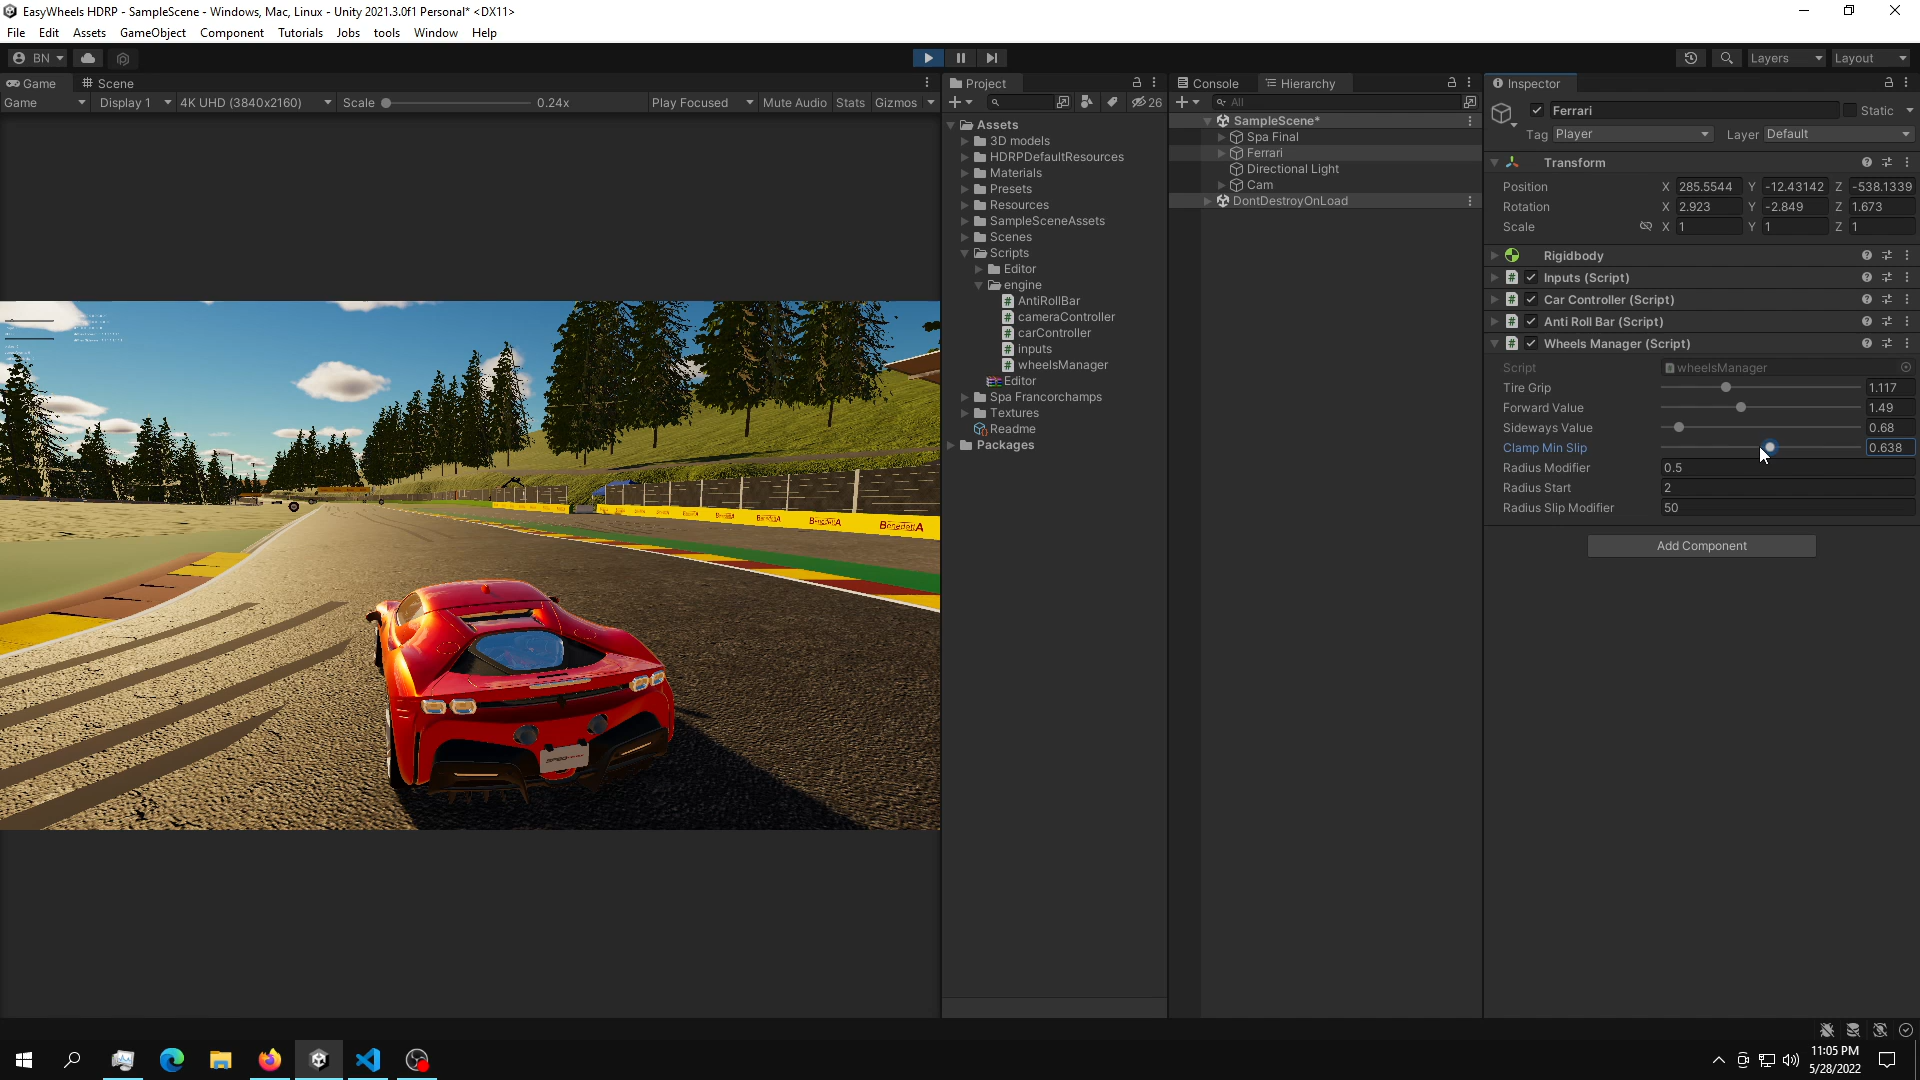 EasyWheels HDRP - SampleScene - Windows, Mac, Linux - Unity 2021.3.0f1 Personal* <DX11>
File Edit Assets GameObject Component Tutorials Jobs tools Window Help
BN
Layers Layout
Game Scene
Game Display 1 4K UHD (3840x2160) Scale 0.24x Play Focused Mute Audio Stats Gizmos
BenedettA
BenedettA
BenedettA
Project
26
Assets
3D models
HDRPDefaultResources
Materials
Presets
Resources
SampleSceneAssets
Scenes
Scripts
Editor
engine
AntiRollBar
cameraController
carController
inputs
wheelsManager
Editor
Spa Francorchamps
Textures
Readme
Packages
Console Hierarchy
All
SampleScene*
Spa Final
Ferrari
Directional Light
Cam
DontDestroyOnLoad
Inspector
Ferrari Static
Tag Player Layer Default
Transform
Position X 285.5544 Y -12.43142 Z -538.1339
Rotation X 2.923 Y -2.849 Z 1.673
Scale X 1 Y 1 Z 1
Rigidbody
# Inputs (Script)
# Car Controller (Script)
# Anti Roll Bar (Script)
# Wheels Manager (Script)
Script wheelsManager
Tire Grip 1.117
Forward Value 1.49
Sideways Value 0.68
Clamp Min Slip 0.638
Radius Modifier 0.5
Radius Start 2
Radius Slip Modifier 50
Add Component
11:05 PM
5/28/2022